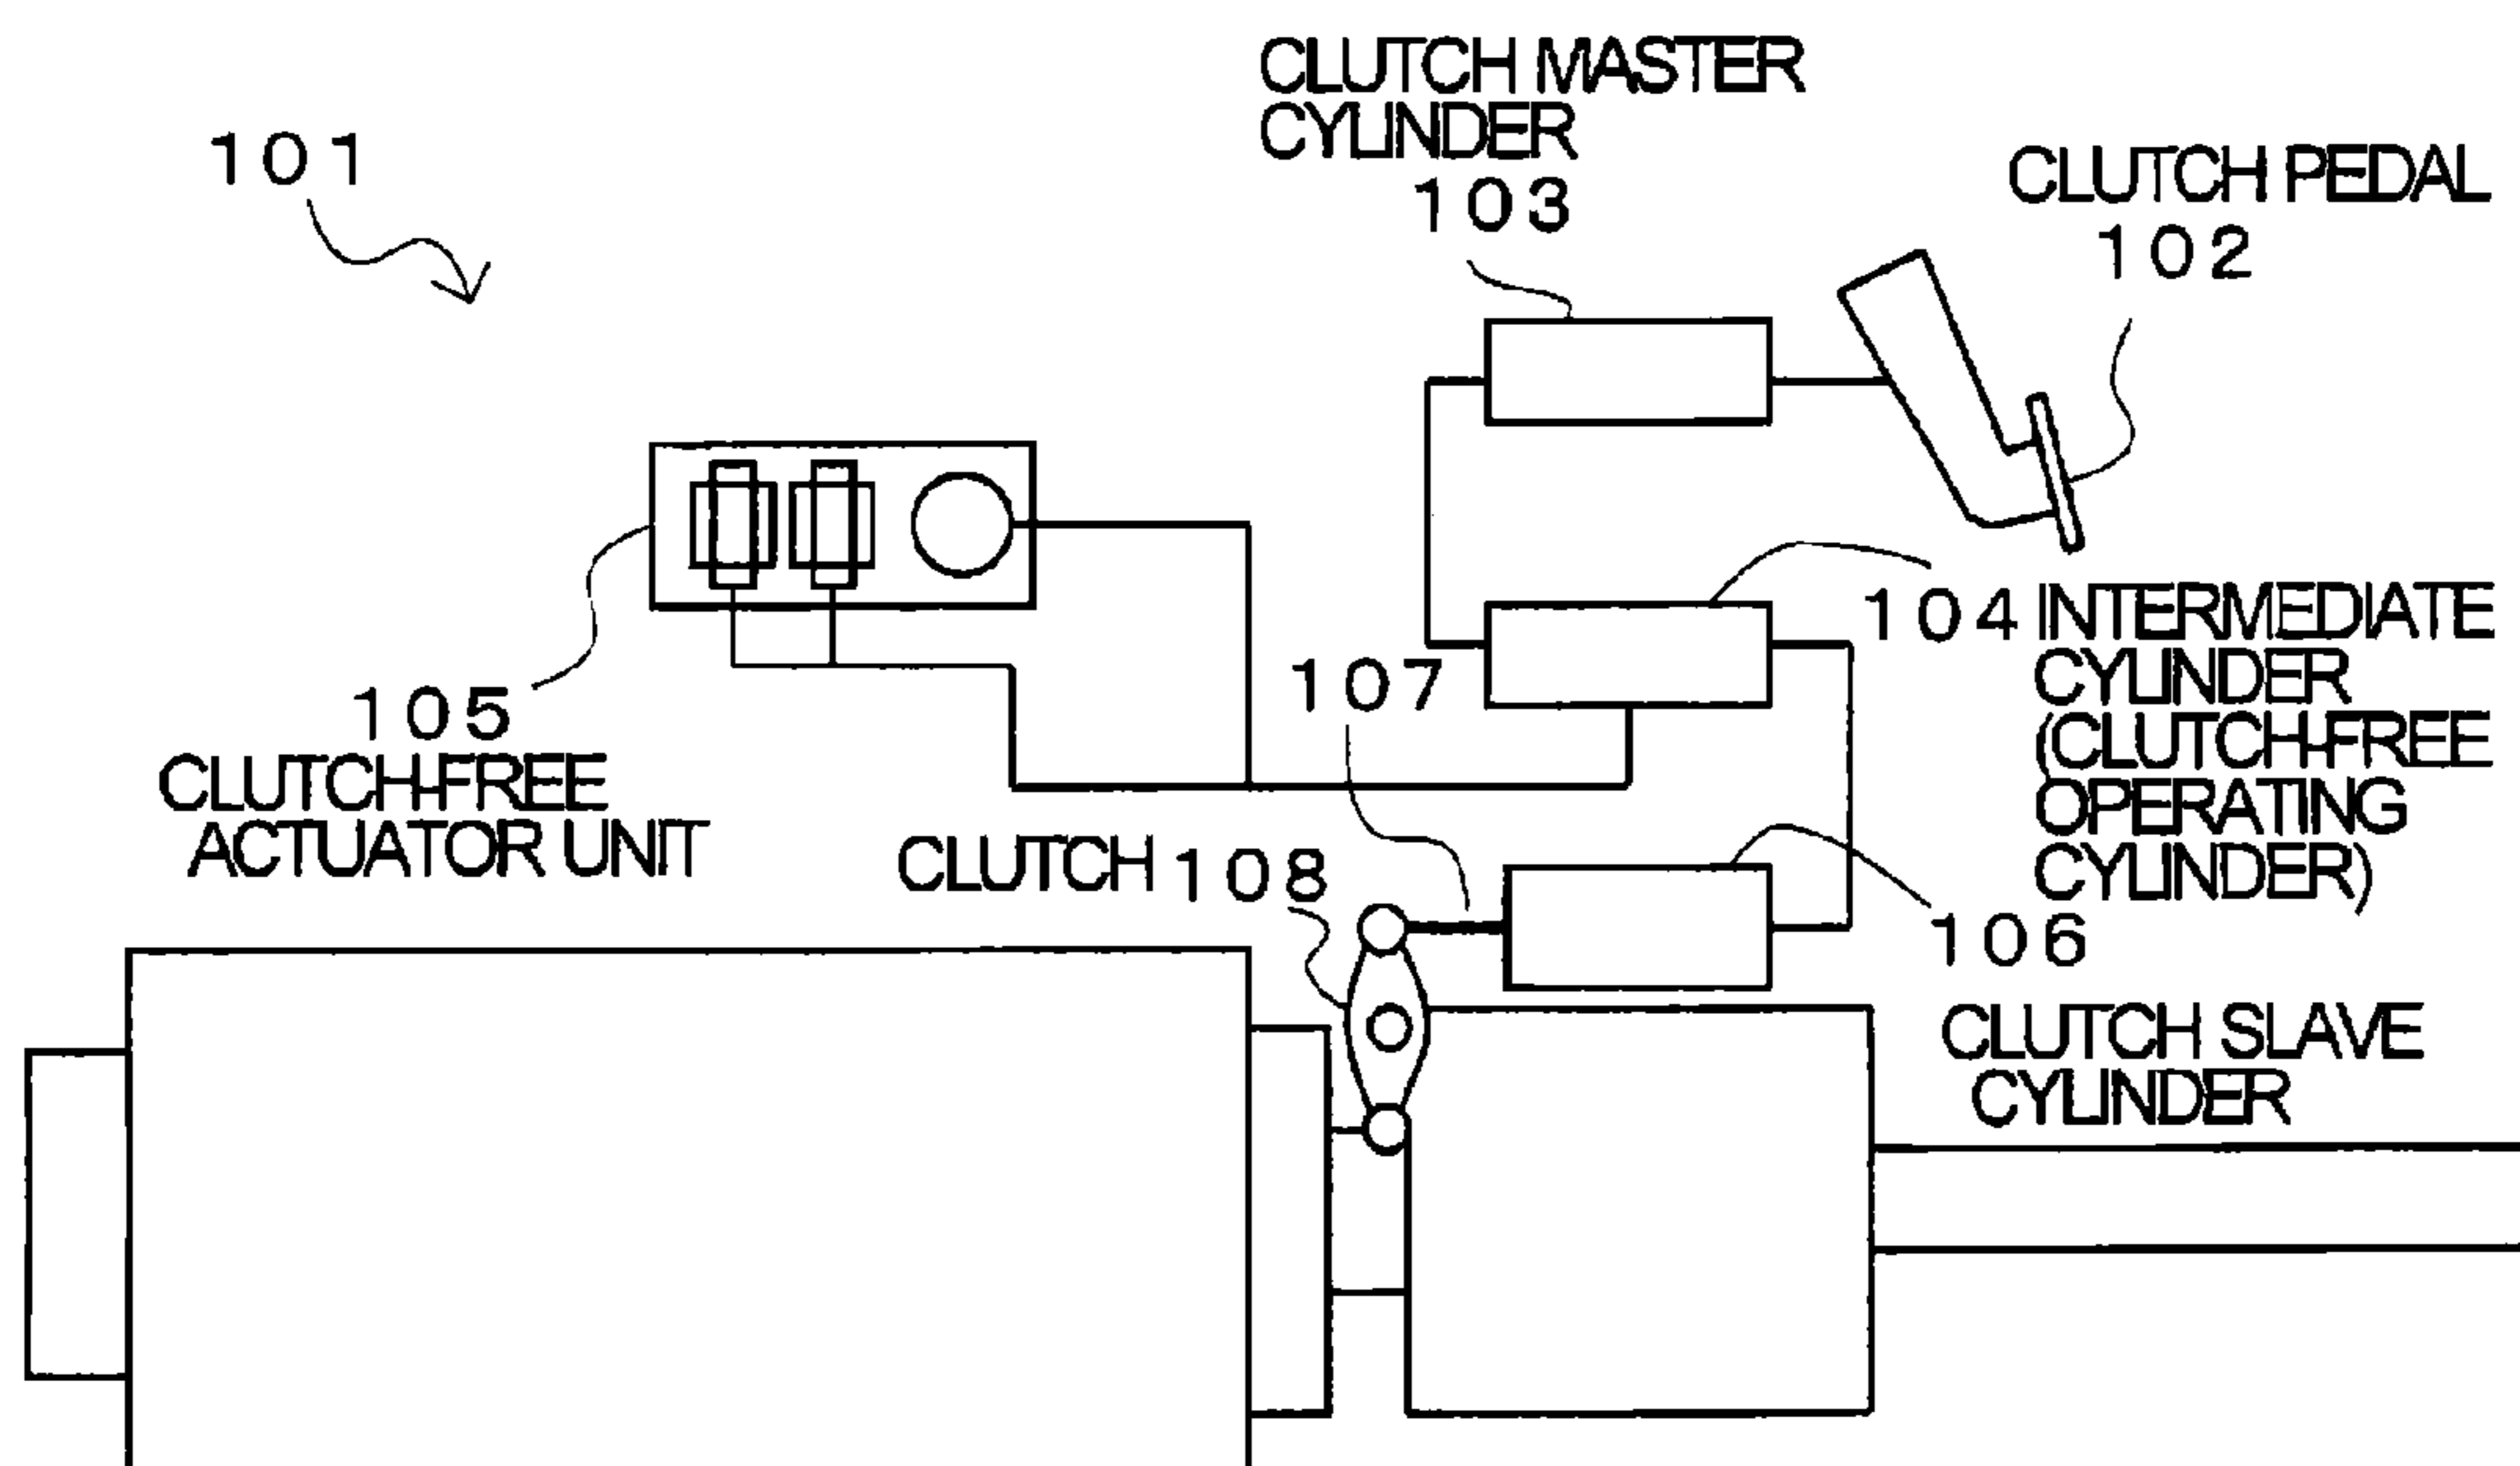 101
CLUTCH MASTER
CYLINDER
103
CLUTCH PEDAL
102
104 INTERMEDIATE
CYLINDER
(CLUTCH-FREE
OPERATING
CYLINDER)
107
105
CLUTCH-FREE
ACTUATOR UNIT
CLUTCH 108
106
CLUTCH SLAVE
CYLINDER